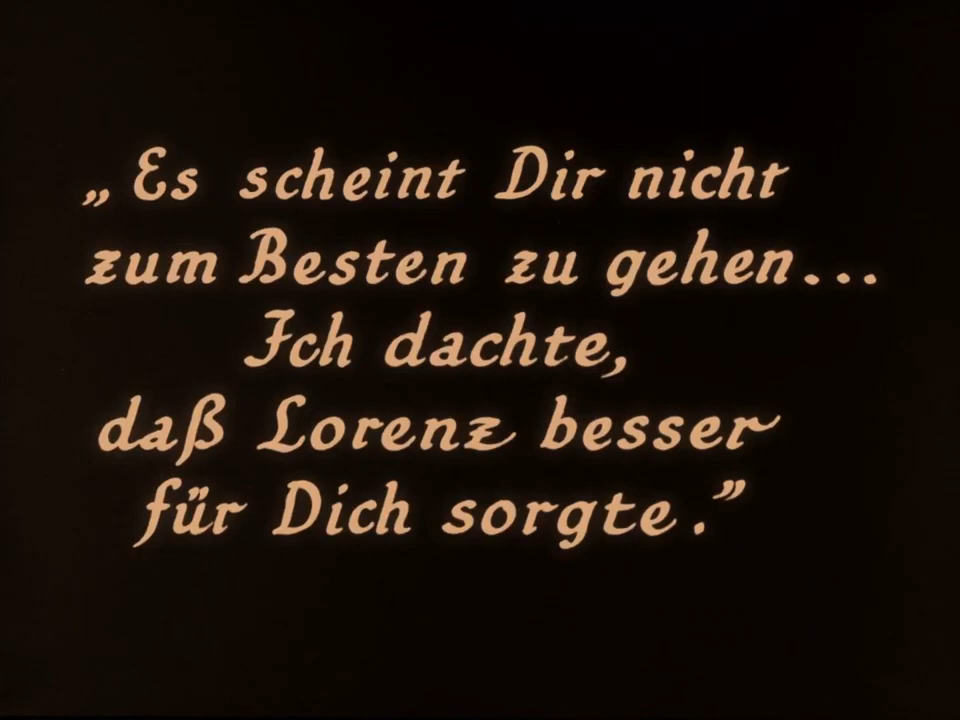 „Es scheint Dir nicht
zum Besten zu gehen...
Ich dachte,
daß Lorenz besser
für Dich sorgte.”